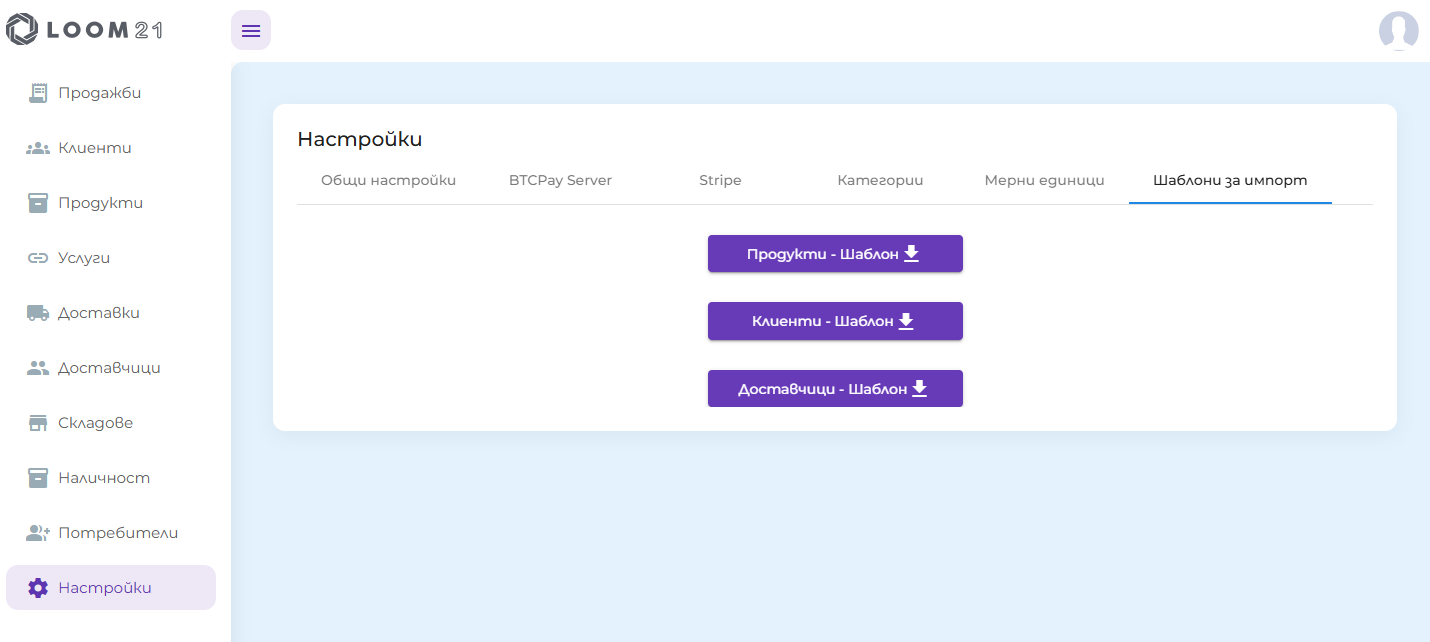 LOOM21
Продажби
Клиенти
Продукти
Услуги
Доставки
Доставчици
Складове
Наличност
Потребители
Настройки
Настройки
Общи настройки BTCPay Server Stripe Категории Мерни единици Шаблони за импорт
Продукти - Шаблон
Клиенти - Шаблон
Доставчици - Шаблон